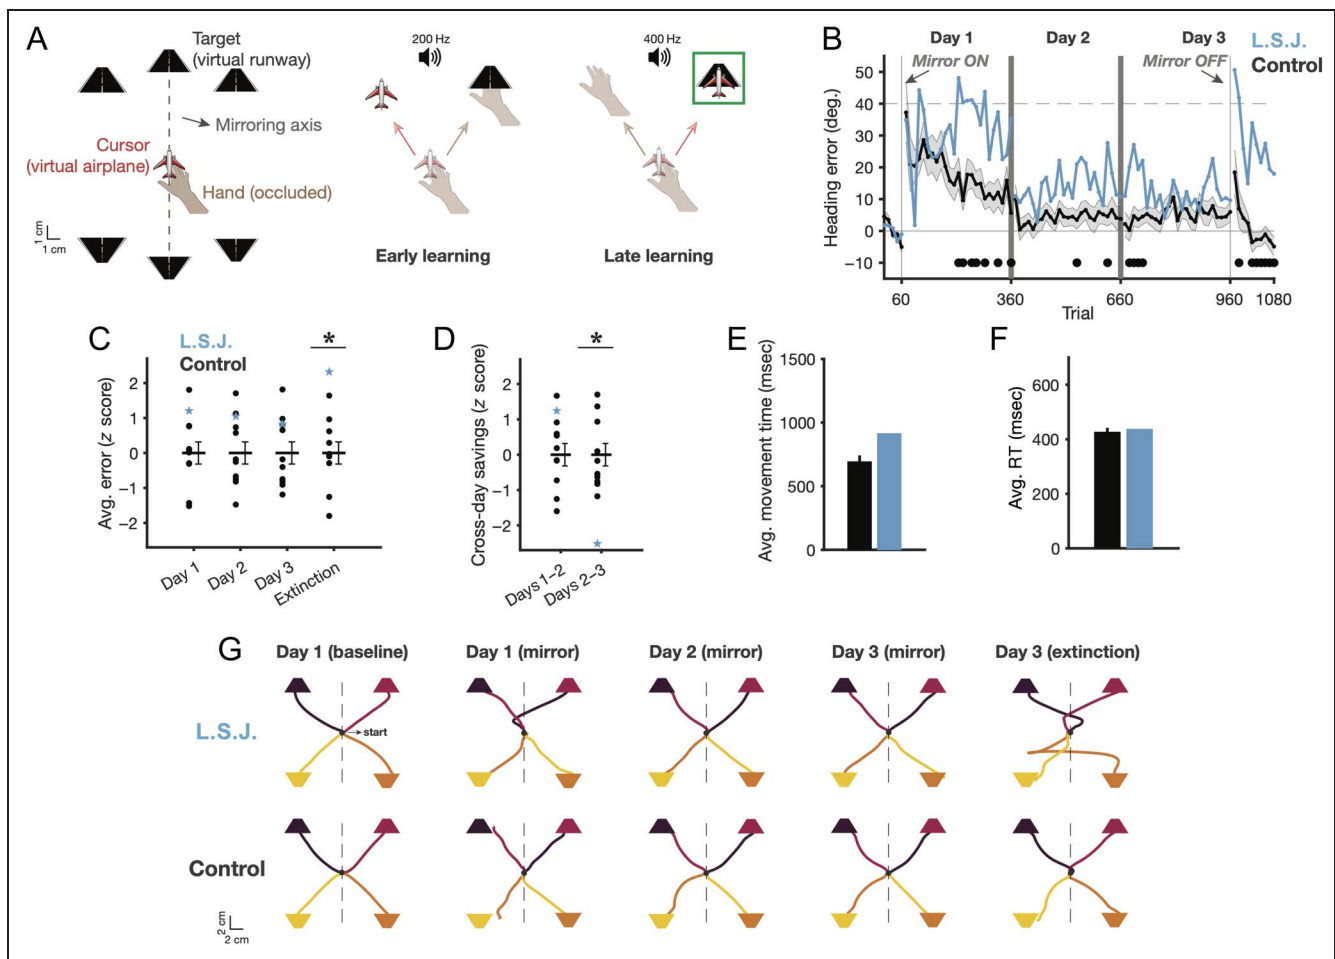 A
Target
(virtual runway)
Mirroring axis
Cursor
(virtual airplane)
Hand (occluded)
1 cm
1 cm
200 Hz
Early learning
400 Hz
Late learning
B
Day 1
Day 2
Day 3
L.S.J.
Control
Mirror ON
Mirror OFF
Heading error (deg.)
50
40
30
20
10
0
−10
60
360
660
960
1080
Trial
C
L.S.J.
Control
*
Avg. error (z score)
2
1
0
−1
−2
Day 1
Day 2
Day 3
Extinction
D
*
Cross-day savings (z score)
2
1
0
−1
−2
Days 1–2
Days 2–3
E
Avg. movement time (msec)
1500
1000
500
0
F
Avg. RT (msec)
600
400
200
0
G
Day 1 (baseline)
Day 1 (mirror)
Day 2 (mirror)
Day 3 (mirror)
Day 3 (extinction)
L.S.J.
start
Control
2 cm
2 cm